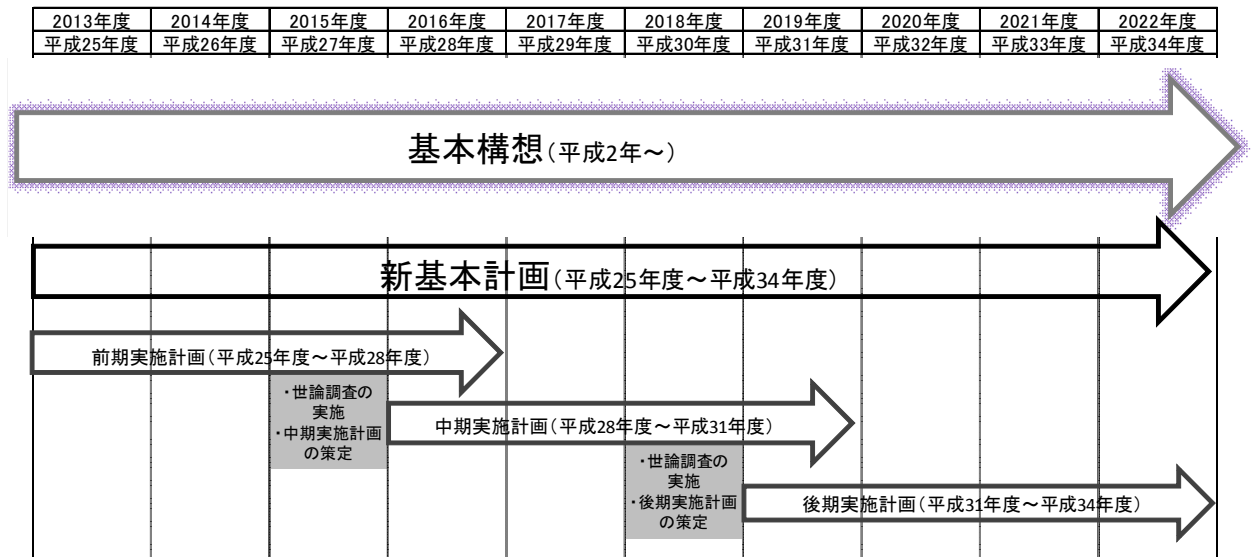 2013年度 2014年度 2015年度 2016年度 2017年度 2018年度 2019年度 2020年度 2021年度 2022年度
平成25年度 平成26年度 平成27年度 平成28年度 平成29年度 平成30年度 平成31年度 平成32年度 平成33年度 平成34年度
基本構想(平成2年～)
新基本計画(平成25年度～平成34年度)
前期実施計画(平成25年度～平成28年度)
・世論調査の
実施
・中期実施計画
の策定
中期実施計画(平成28年度～平成31年度)
・世論調査の
実施
・後期実施計画
の策定
後期実施計画(平成31年度～平成34年度)